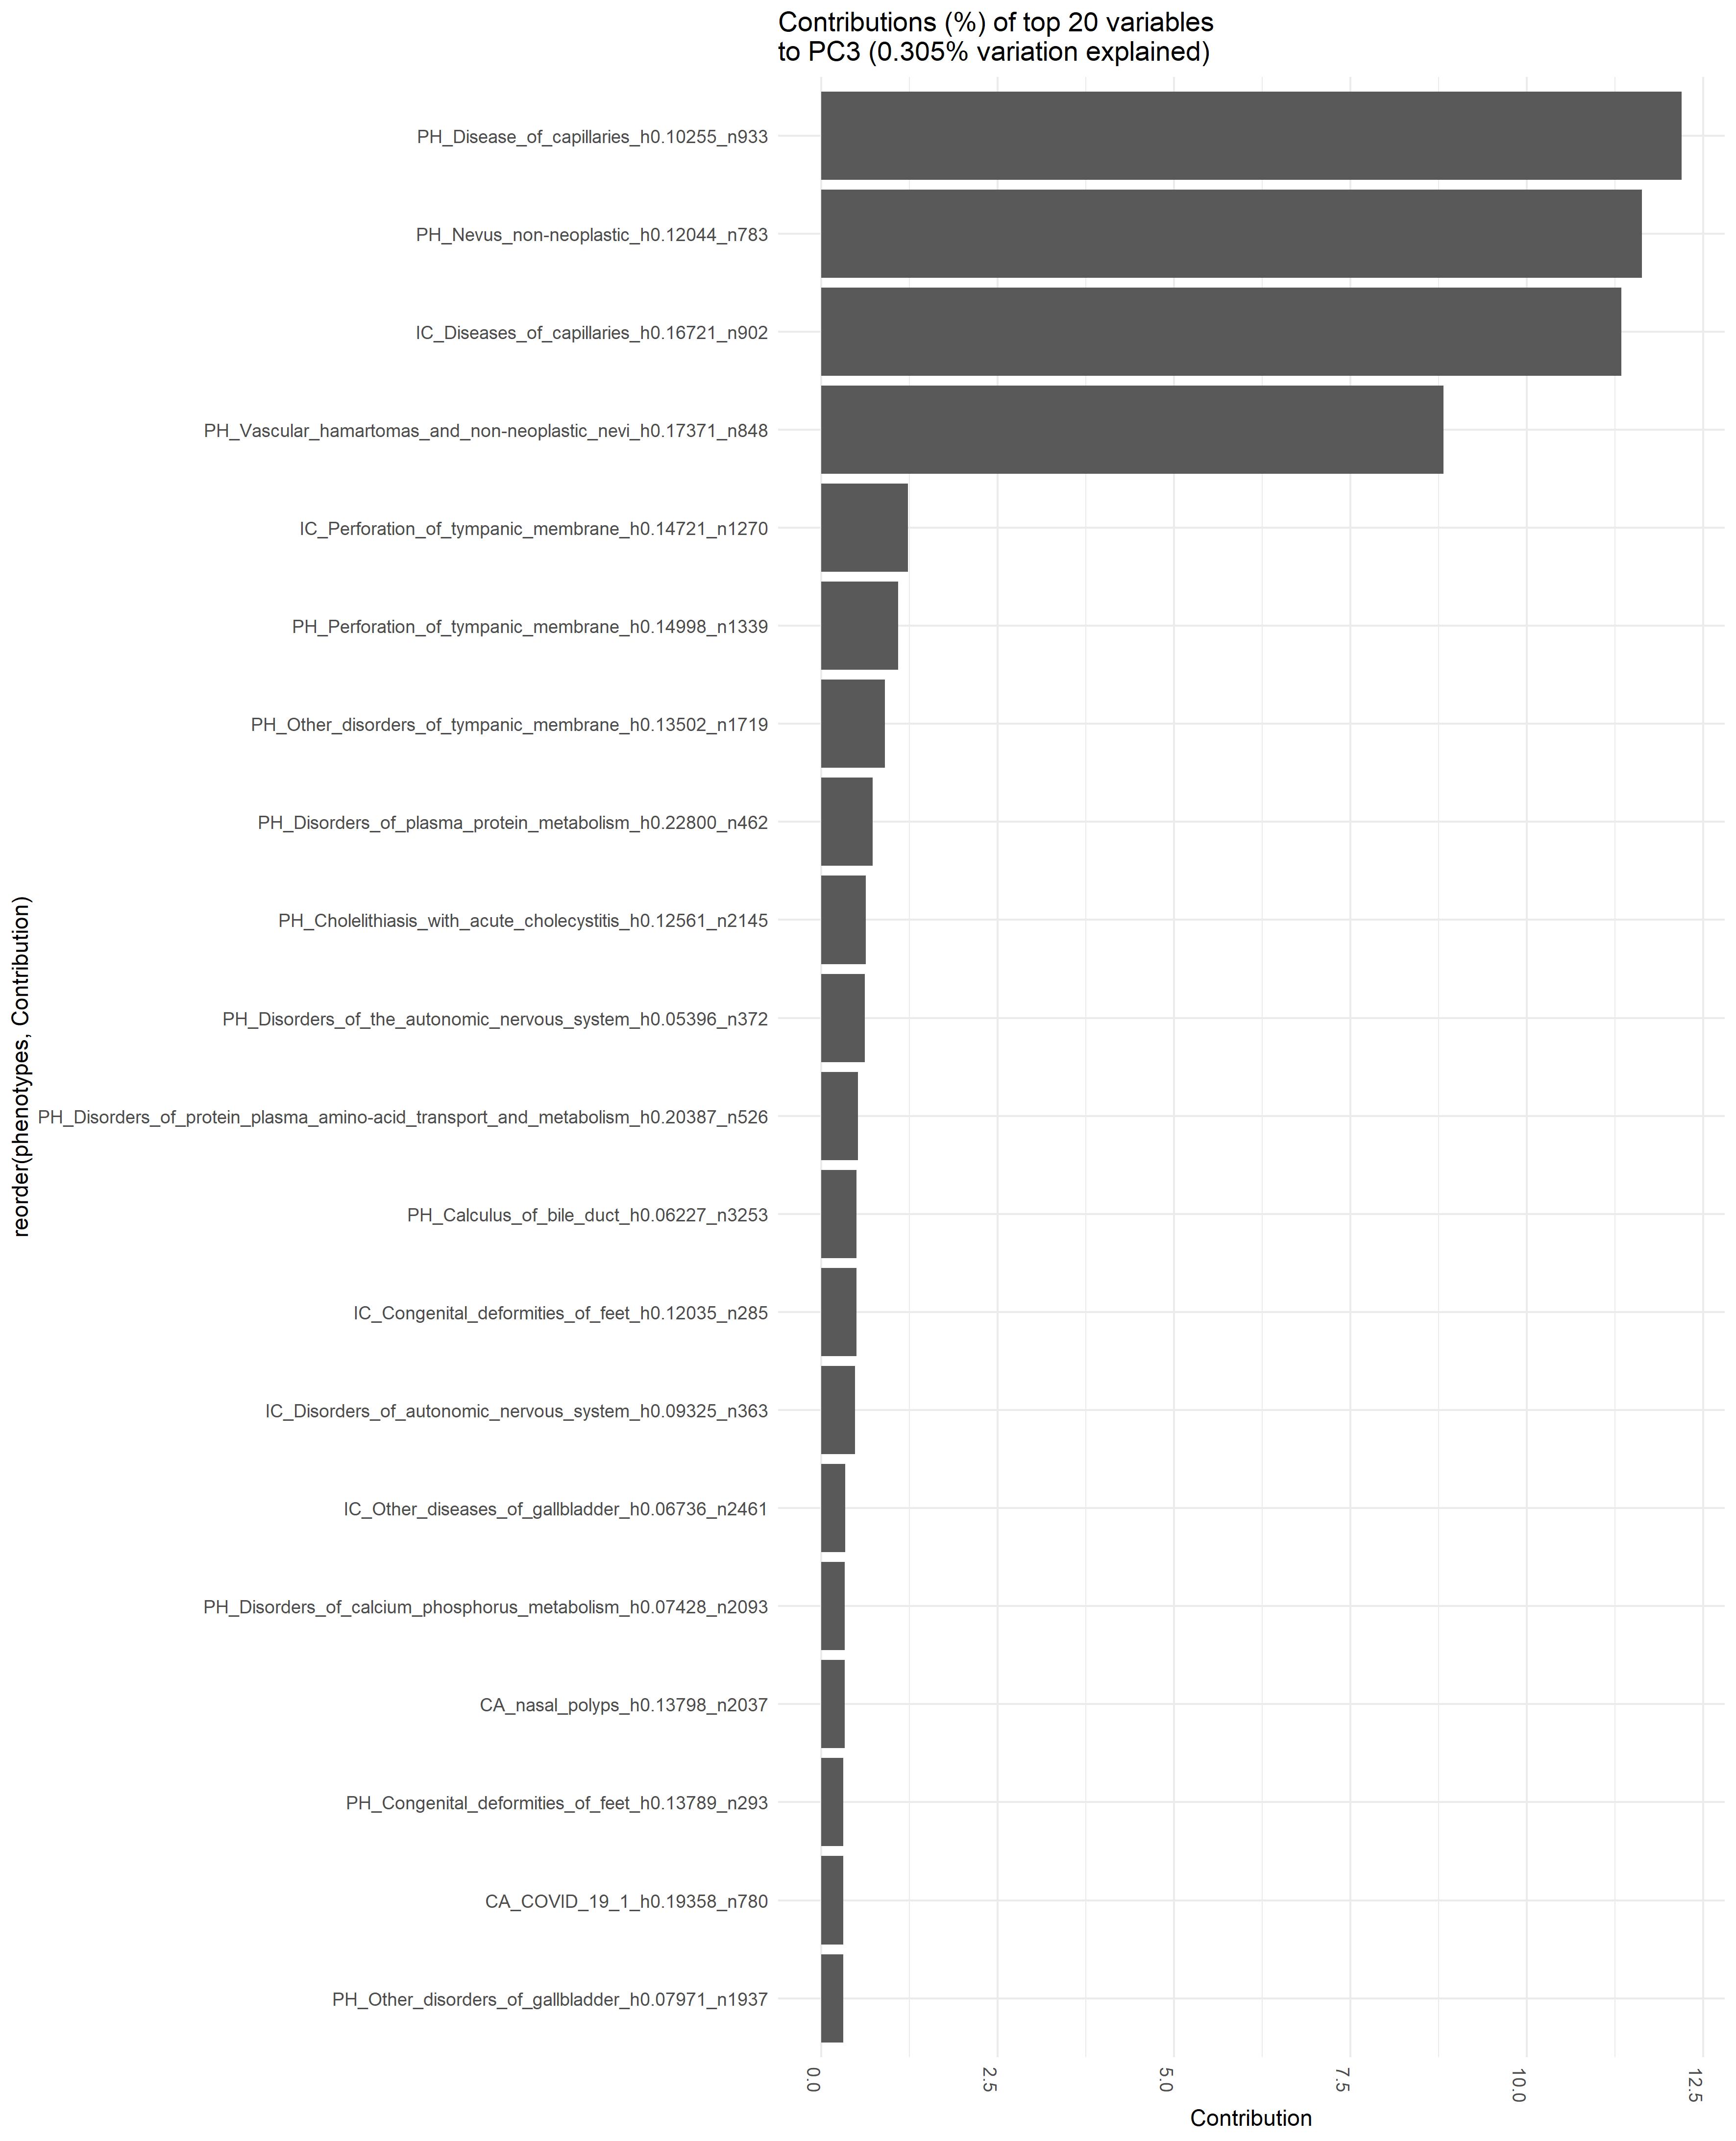 Contributions (%) of top 20 variables
to PC3 (0.305% variation explained)
PH_Disease_of_capillaries_h0.10255_n933
PH_Nevus_non-neoplastic_h0.12044_n783
IC_Diseases_of_capillaries_h0.16721_n902
PH_Vascular_hamartomas_and_non-neoplastic_nevi_h0.17371_n848
IC_Perforation_of_tympanic_membrane_h0.14721_n1270
PH_Perforation_of_tympanic_membrane_h0.14998_n1339
PH_Other_disorders_of_tympanic_membrane_h0.13502_n1719
PH_Disorders_of_plasma_protein_metabolism_h0.22800_n462
PH_Cholelithiasis_with_acute_cholecystitis_h0.12561_n2145
PH_Disorders_of_the_autonomic_nervous_system_h0.05396_n372
PH_Disorders_of_protein_plasma_amino-acid_transport_and_metabolism_h0.20387_n526
PH_Calculus_of_bile_duct_h0.06227_n3253
IC_Congenital_deformities_of_feet_h0.12035_n285
IC_Disorders_of_autonomic_nervous_system_h0.09325_n363
IC_Other_diseases_of_gallbladder_h0.06736_n2461
PH_Disorders_of_calcium_phosphorus_metabolism_h0.07428_n2093
CA_nasal_polyps_h0.13798_n2037
PH_Congenital_deformities_of_feet_h0.13789_n293
CA_COVID_19_1_h0.19358_n780
PH_Other_disorders_of_gallbladder_h0.07971_n1937
reorder(phenotypes, Contribution)
0.0
2.5
5.0
7.5
10.0
12.5
Contribution